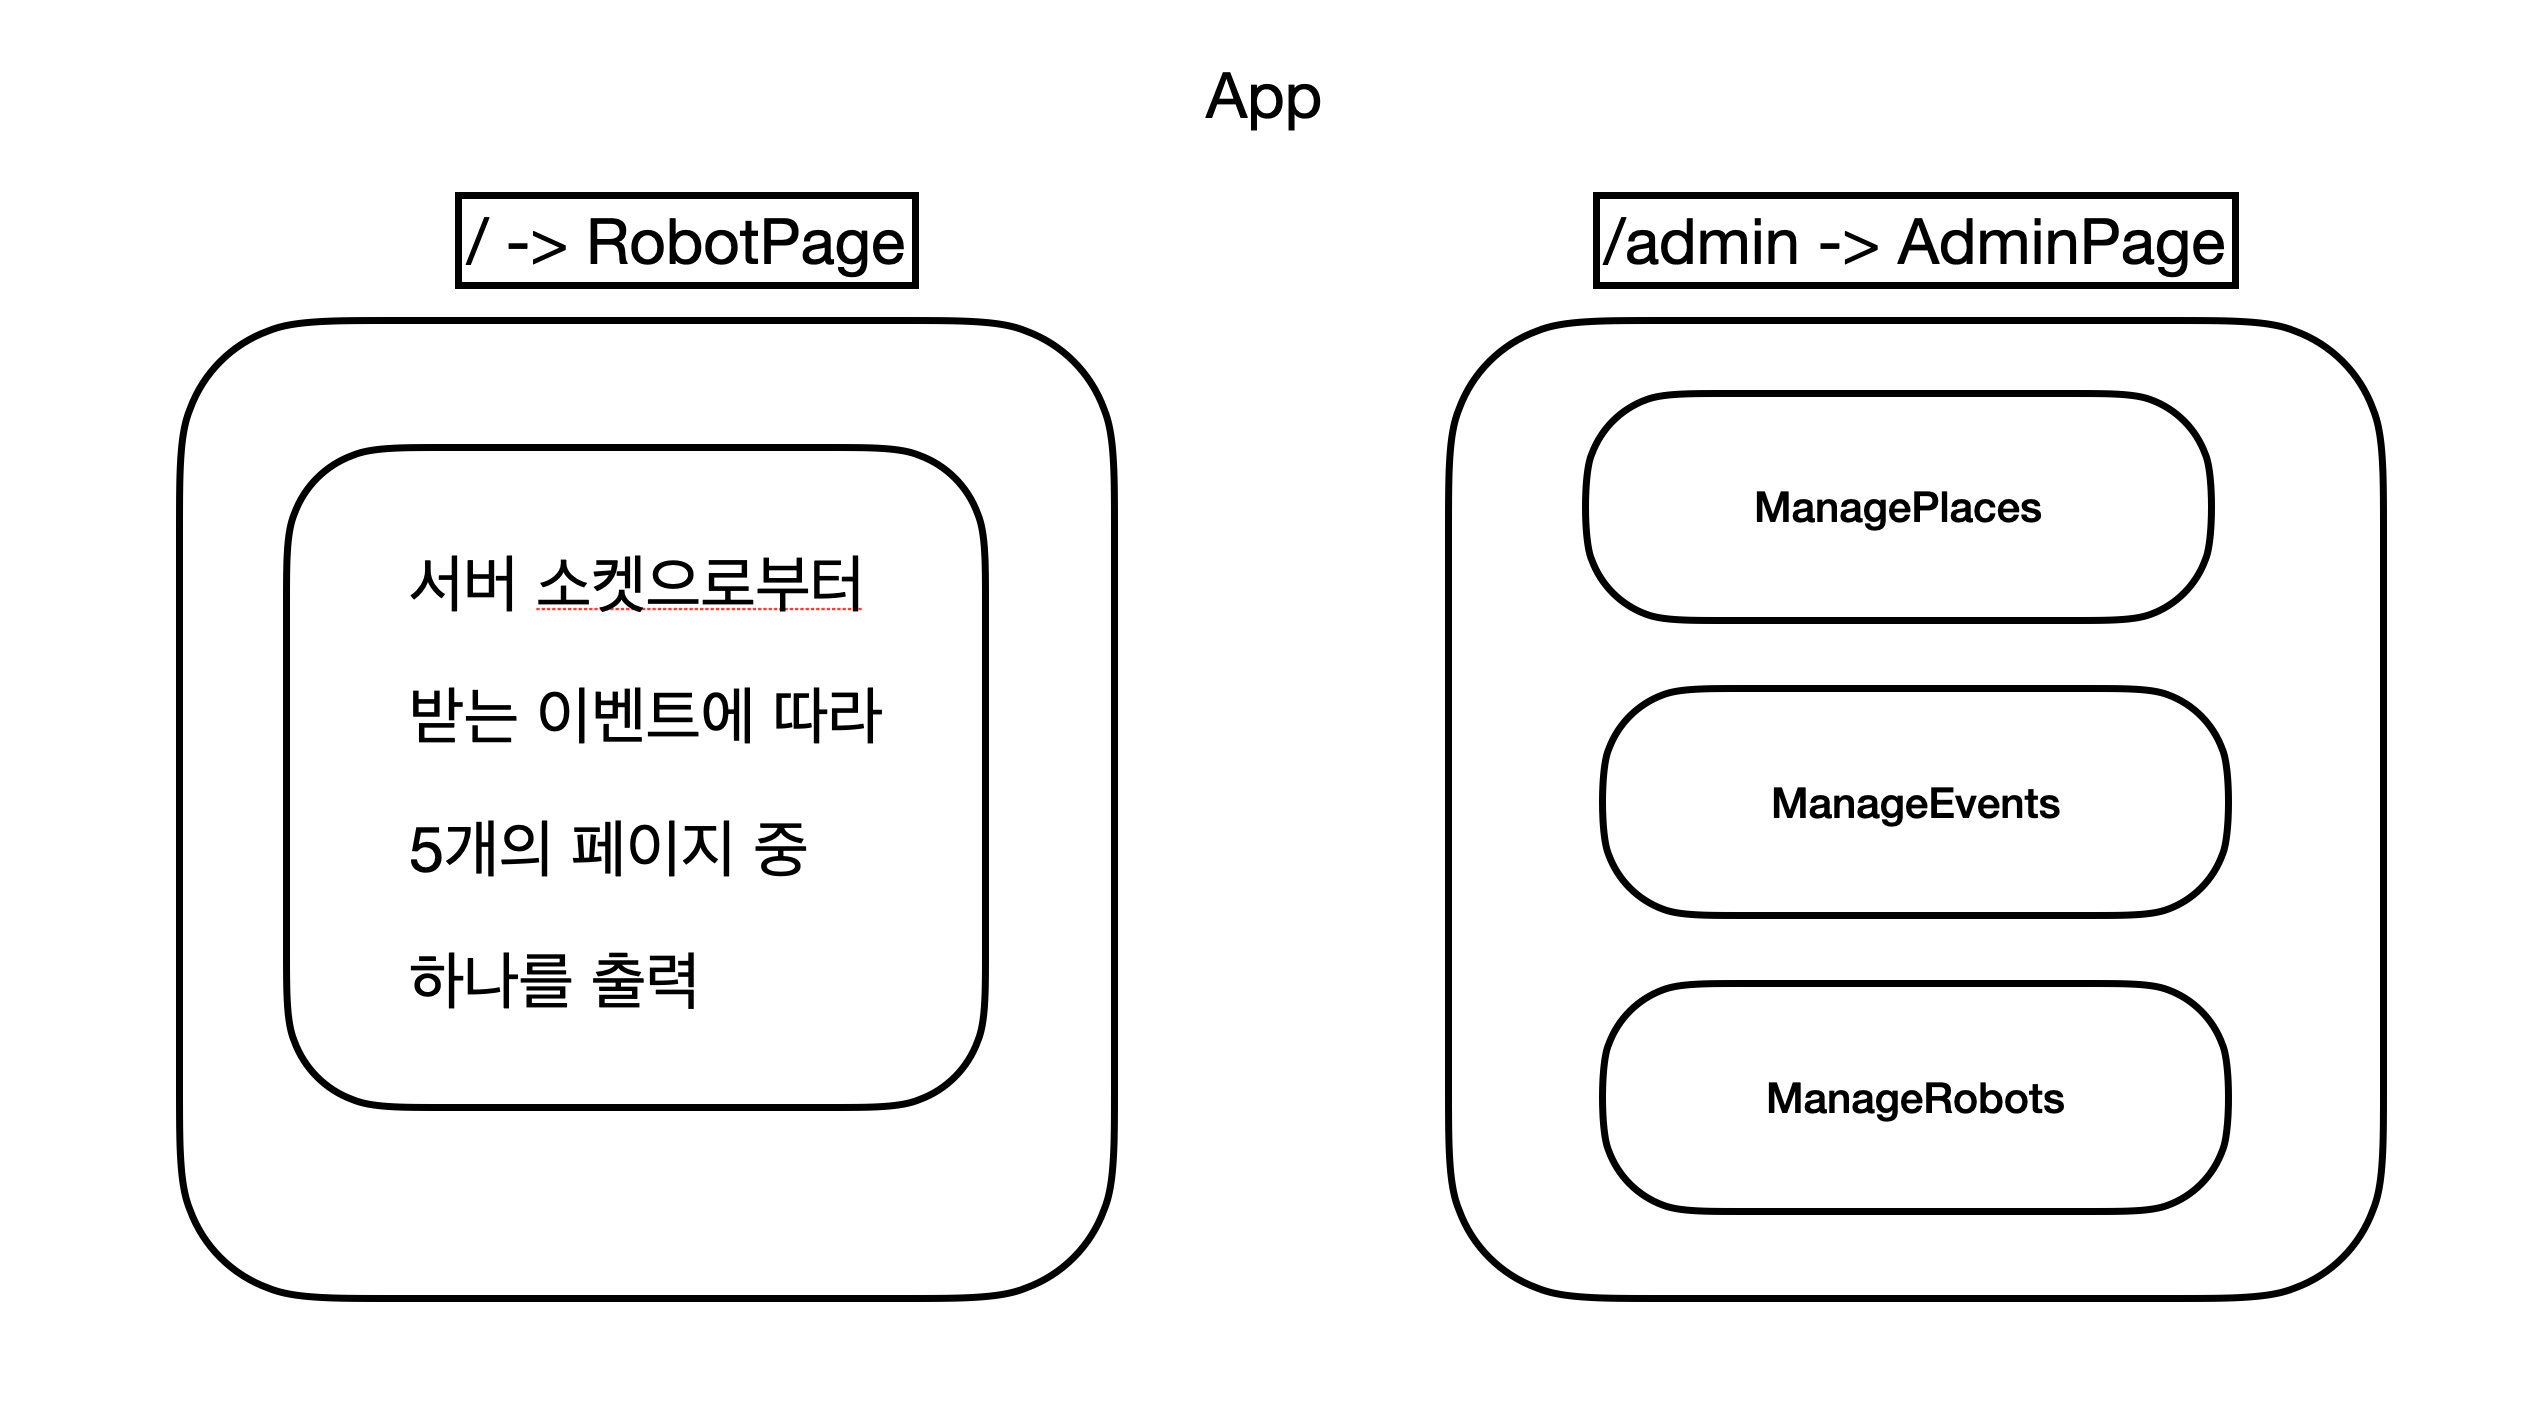 App
/ -> RobotPage
서버 소켓으로부터
받는 이벤트에 따라
5개의 페이지 중
하나를 출력
/admin -> AdminPage
ManagePlaces
ManageEvents
ManageRobots